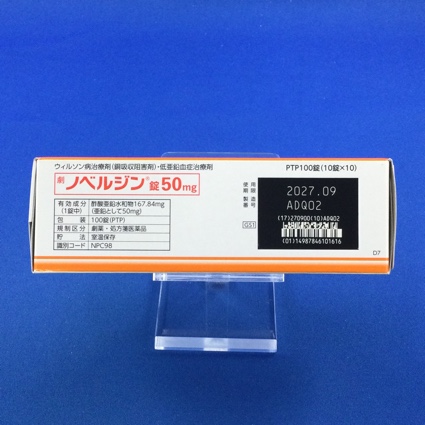 ウィルソン病治療剤(銅吸収阻害剤)・低亜鉛血症治療剤
PTP100錠(10錠×10)
劇 ノベルジン®錠50mg
有効成分(1錠中) 酢酸亜鉛水和物167.84mg(亜鉛として50mg)
包装 100錠(PTP)
規制区分 劇薬・処方箋医薬品
貯法 室温保存
識別コード NPC98
使用期限 2027.09
製造番号 ADQ02
GS1
(17)270900(10)ADQ02
(01)14987846101616
D7